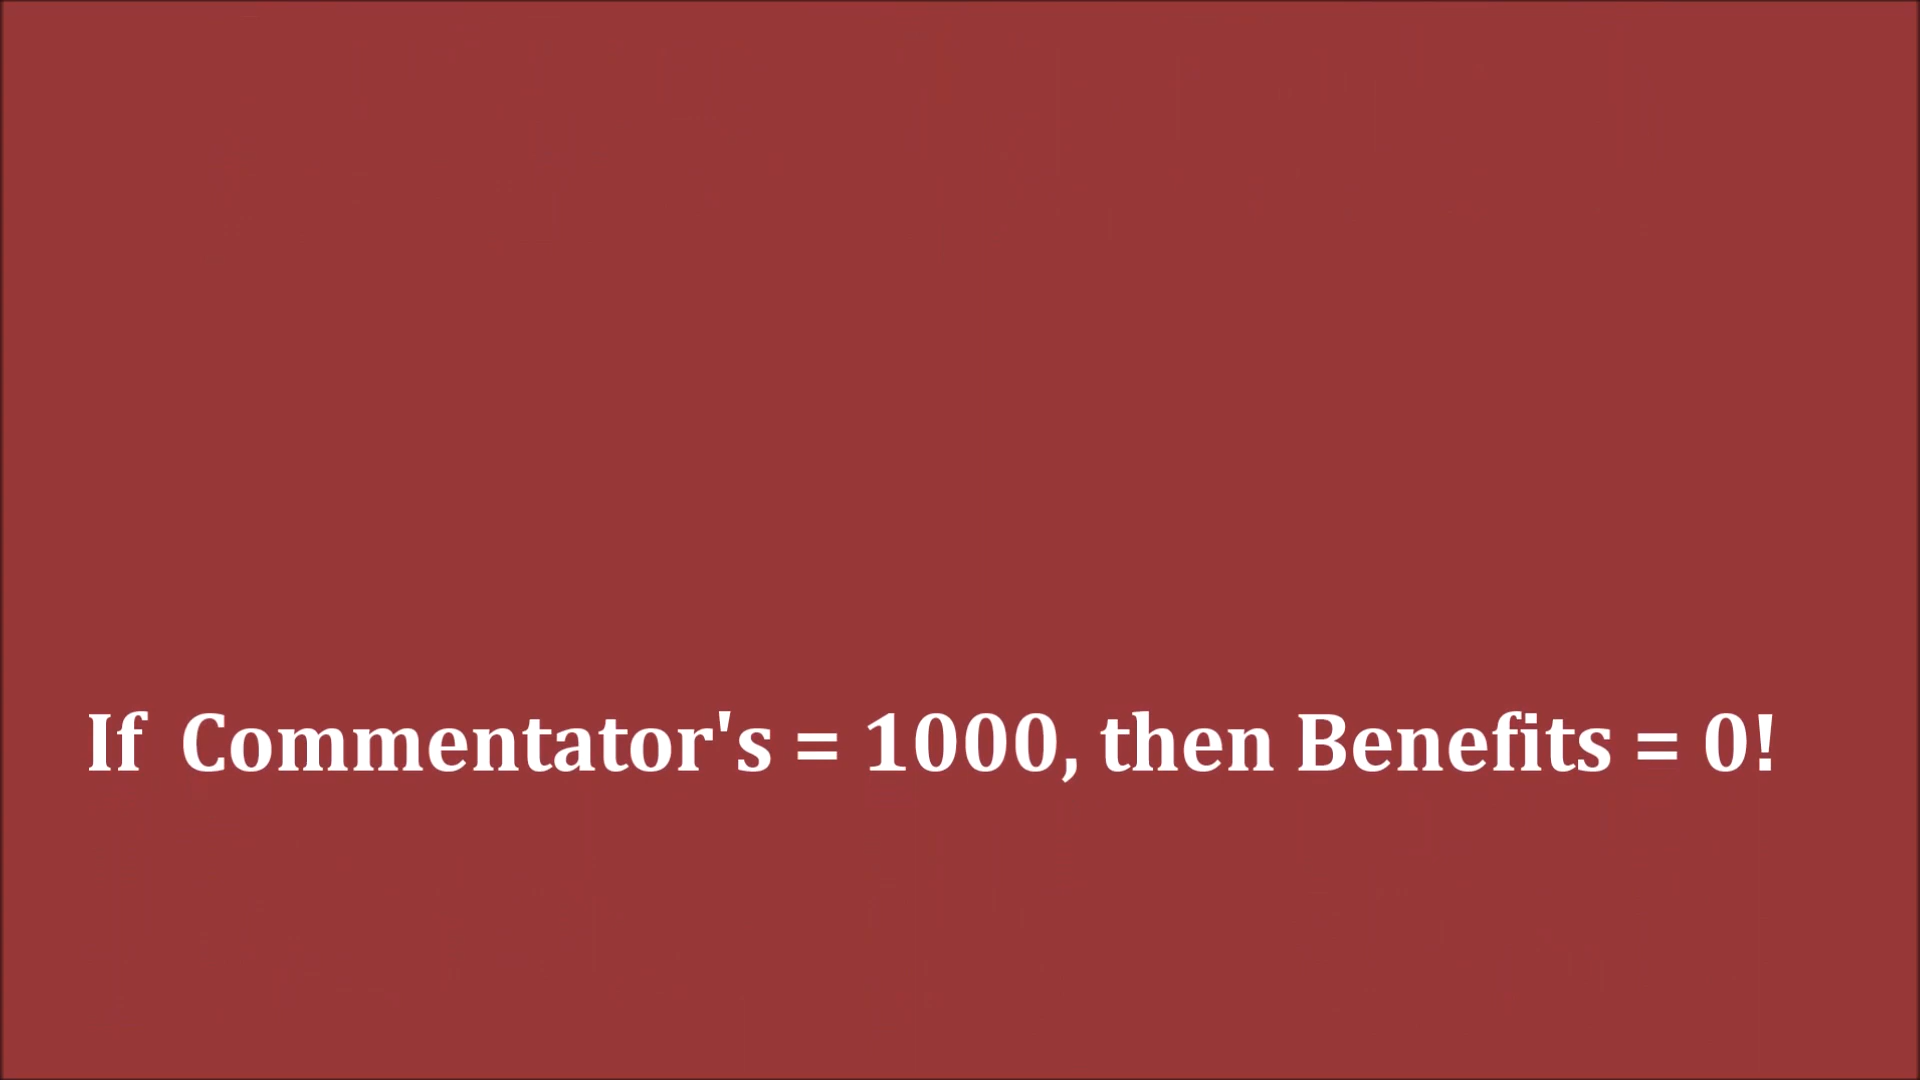 If  Commentator's = 1000, then Benefits = 0!